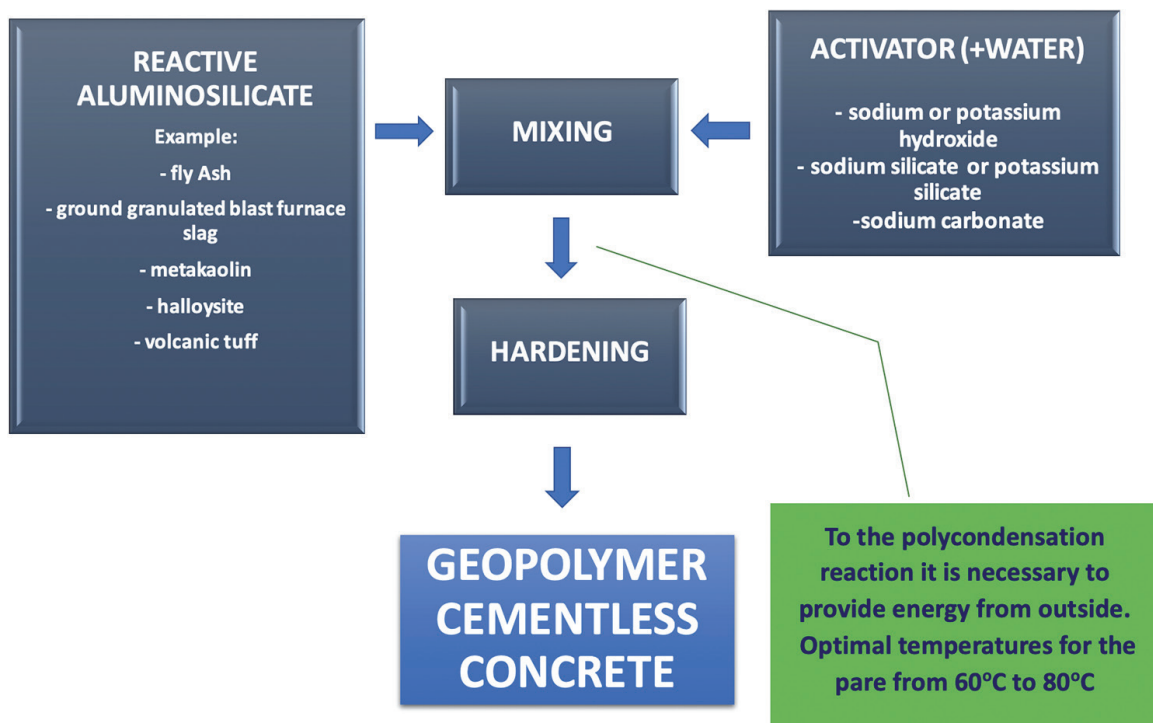 REACTIVE
ALUMINOSILICATE
Example:
- fly Ash
- ground granulated blast furnace
slag
- metakaolin
- halloysite
- volcanic tuff
MIXING
ACTIVATOR (+WATER)
- sodium or potassium
hydroxide
- sodium silicate or potassium
silicate
-sodium carbonate
HARDENING
GEOPOLYMER
CEMENTLESS
CONCRETE
To the polycondensation
reaction it is necessary to
provide energy from outside.
Optimal temperatures for the
pare from 60°C to 80°C